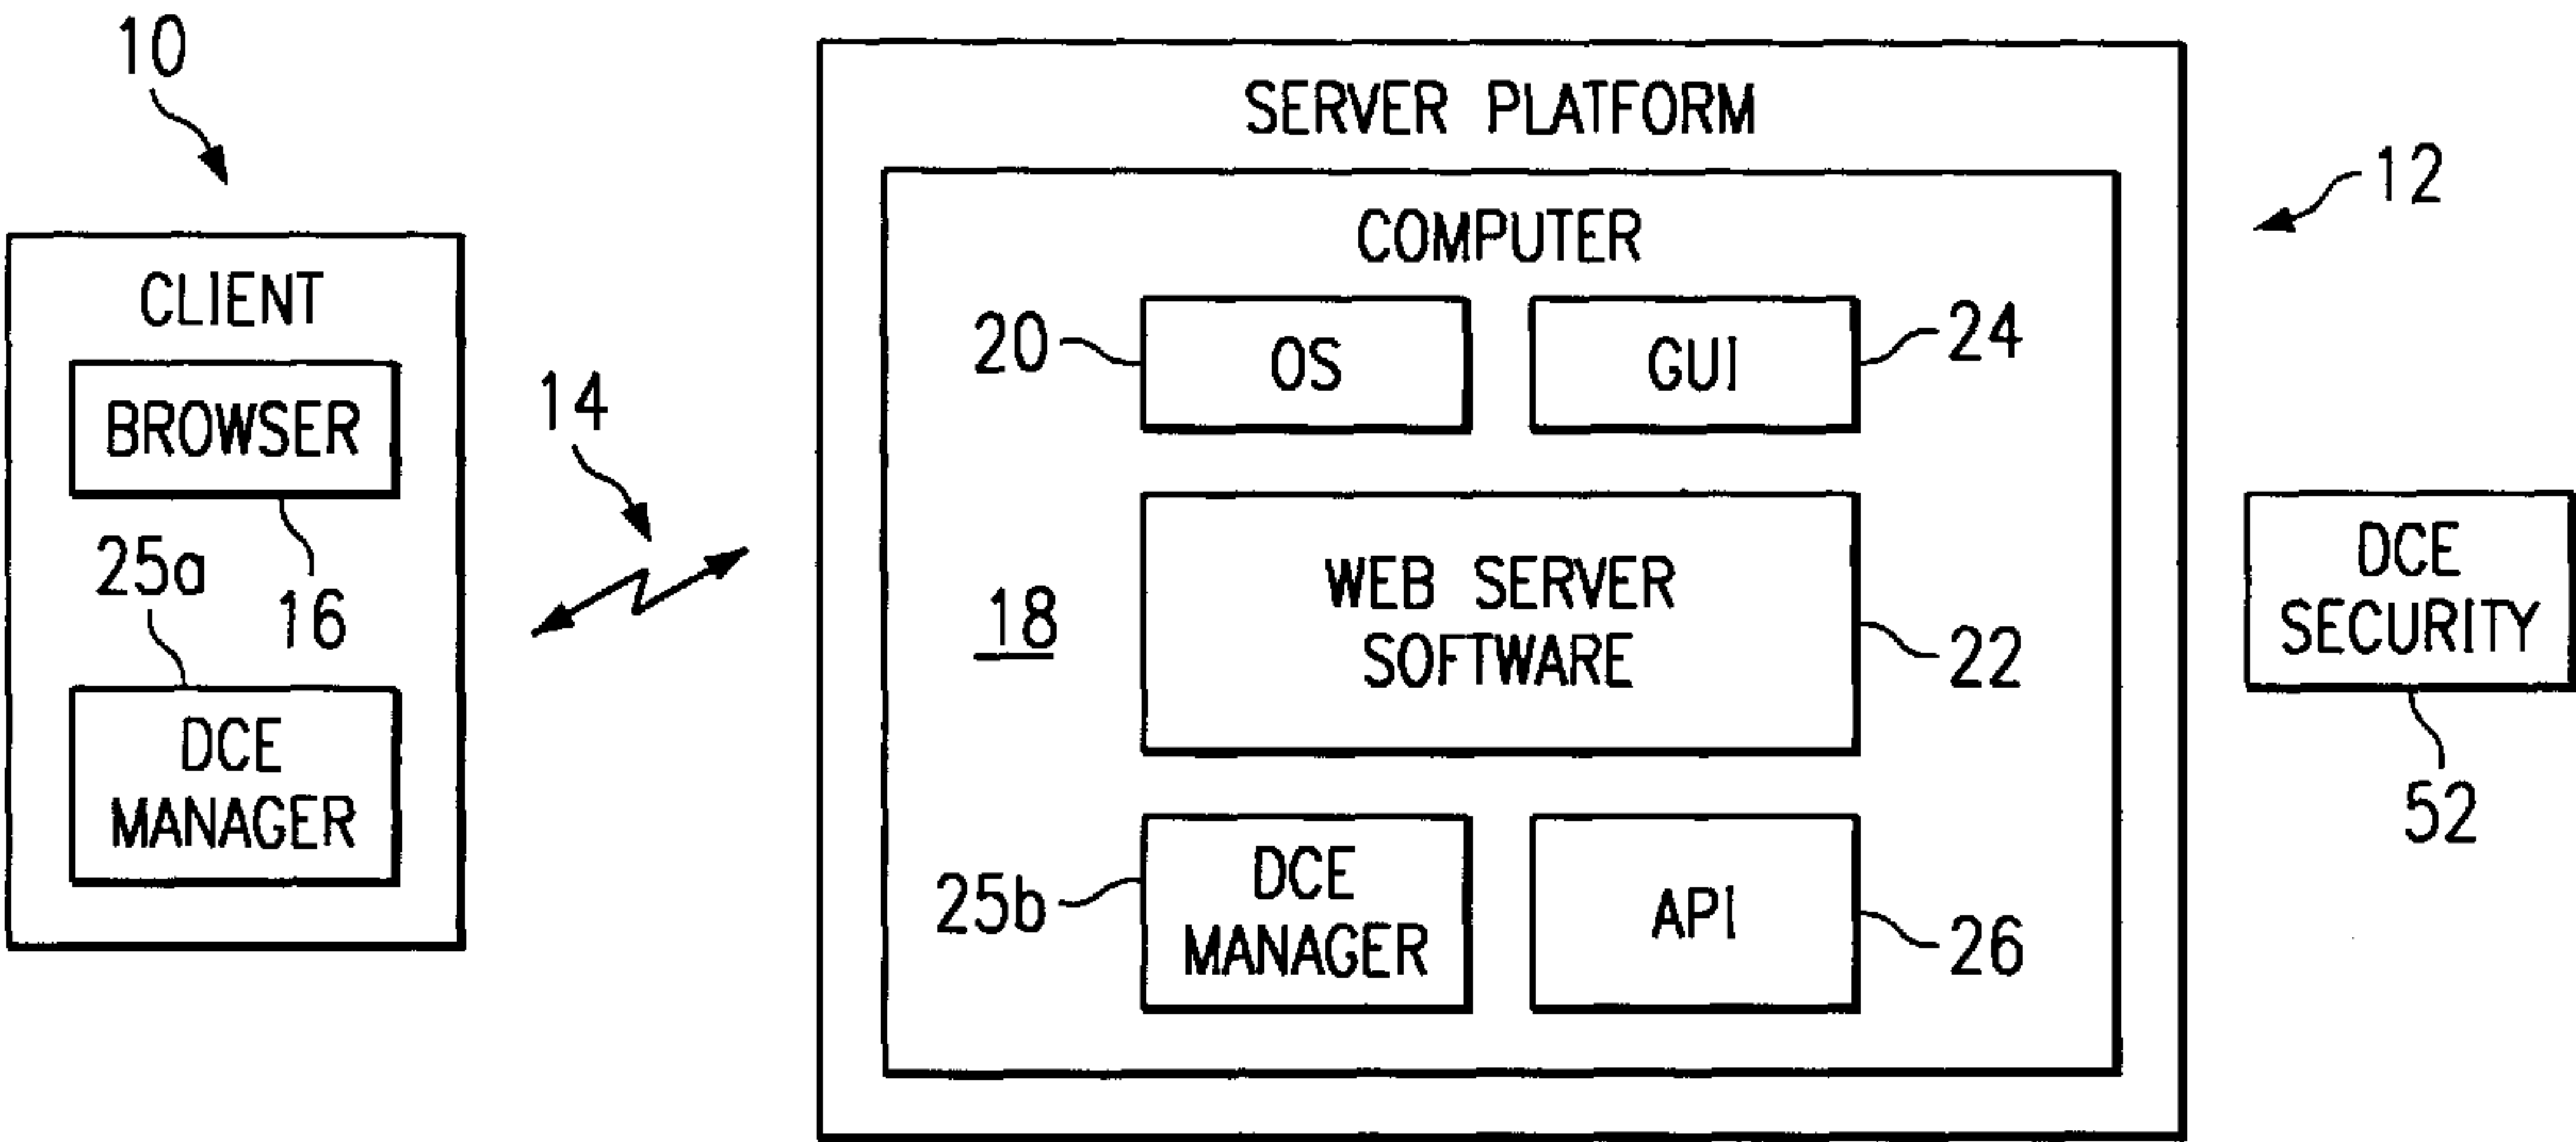 10
CLIENT
BROWSER
16
25a
DCE
MANAGER
14
SERVER PLATFORM
12
COMPUTER
20
OS
GUI
24
18
WEB SERVER
SOFTWARE
22
25b
DCE
MANAGER
API
26
DCE
SECURITY
52